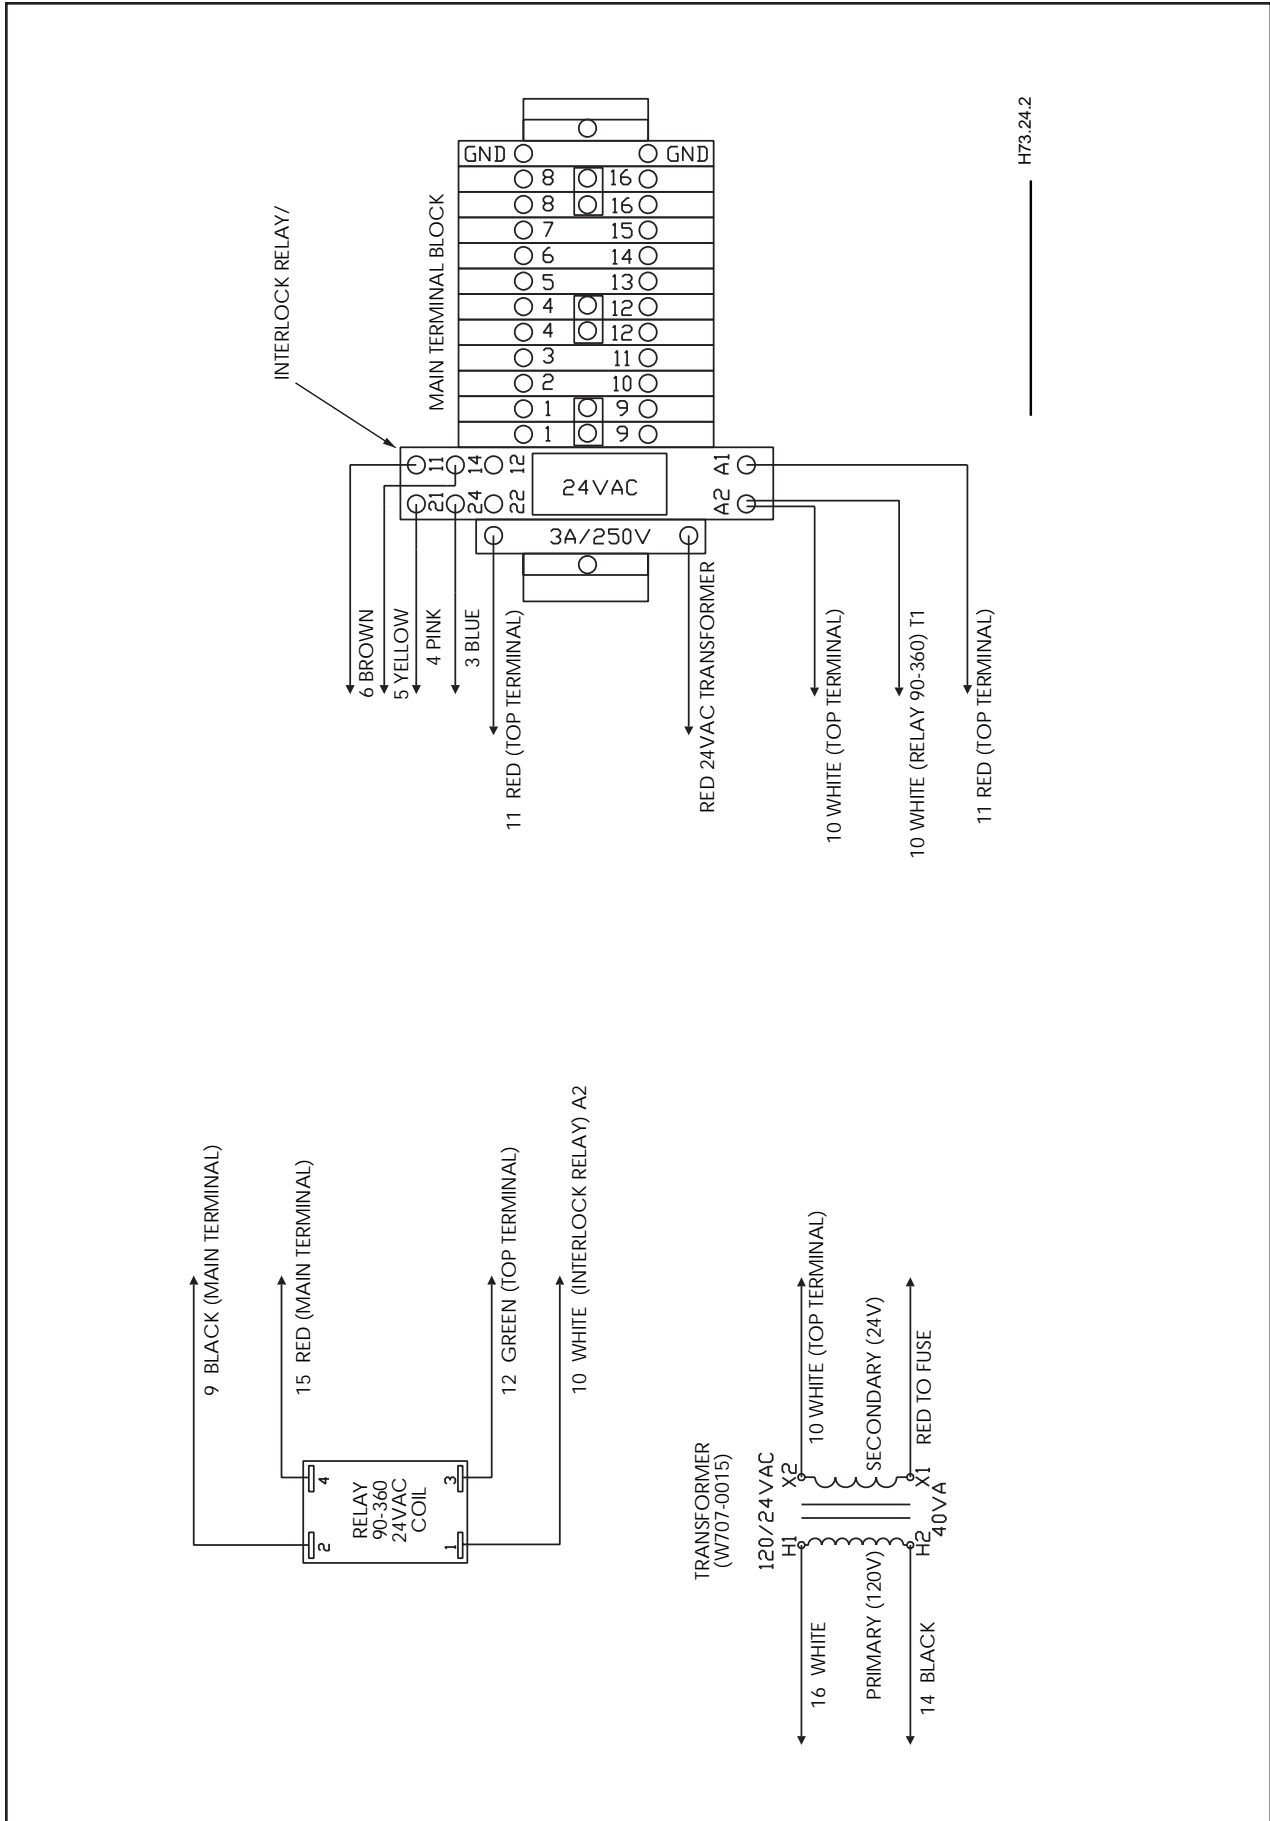 H73.24.2
INTERLOCK RELAY/
MAIN TERMINAL BLOCK
GND GND
8 16
8 16
7 15
6 14
5 13
4 12
4 12
3 11
2 10
1 9
1 9
11 14 12 A1
21 24 22 A2
24VAC
3A/250V
6 BROWN
5 YELLOW
4 PINK
3 BLUE
11 RED (TOP TERMINAL)
RED 24VAC TRANSFORMER
10 WHITE (TOP TERMINAL)
10 WHITE (RELAY 90-360) T1
11 RED (TOP TERMINAL)
9 BLACK (MAIN TERMINAL)
15 RED (MAIN TERMINAL)
12 GREEN (TOP TERMINAL)
10 WHITE (INTERLOCK RELAY) A2
4 3
2 1
RELAY
90-360
24VAC
COIL
TRANSFORMER
(W707-0015)
120/24VAC
H1 X2
10 WHITE (TOP TERMINAL)
SECONDARY (24V)
RED TO FUSE
16 WHITE
PRIMARY (120V)
14 BLACK
H2 X1
40VA